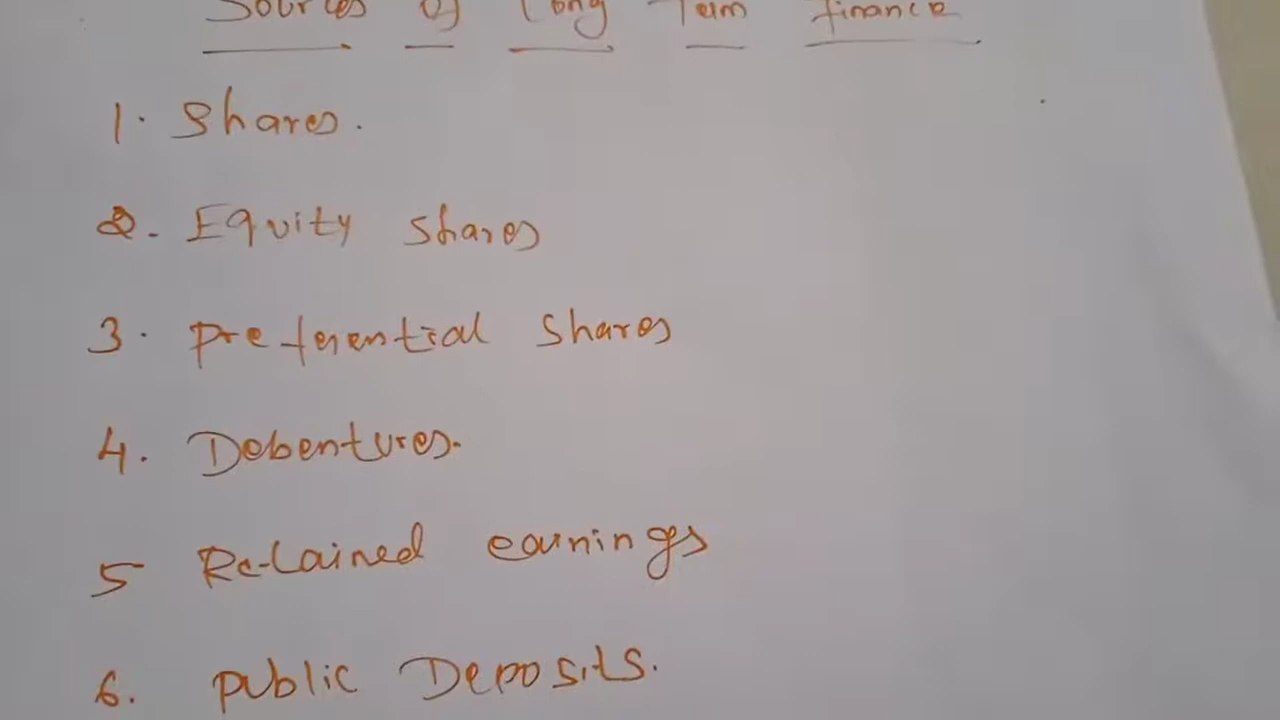 Sources of Long Term finance
1. Shares.
2. Equity shares
3. Preferential Shares
4. Debentures.
5 Retained earnings
6. Public Deposits.